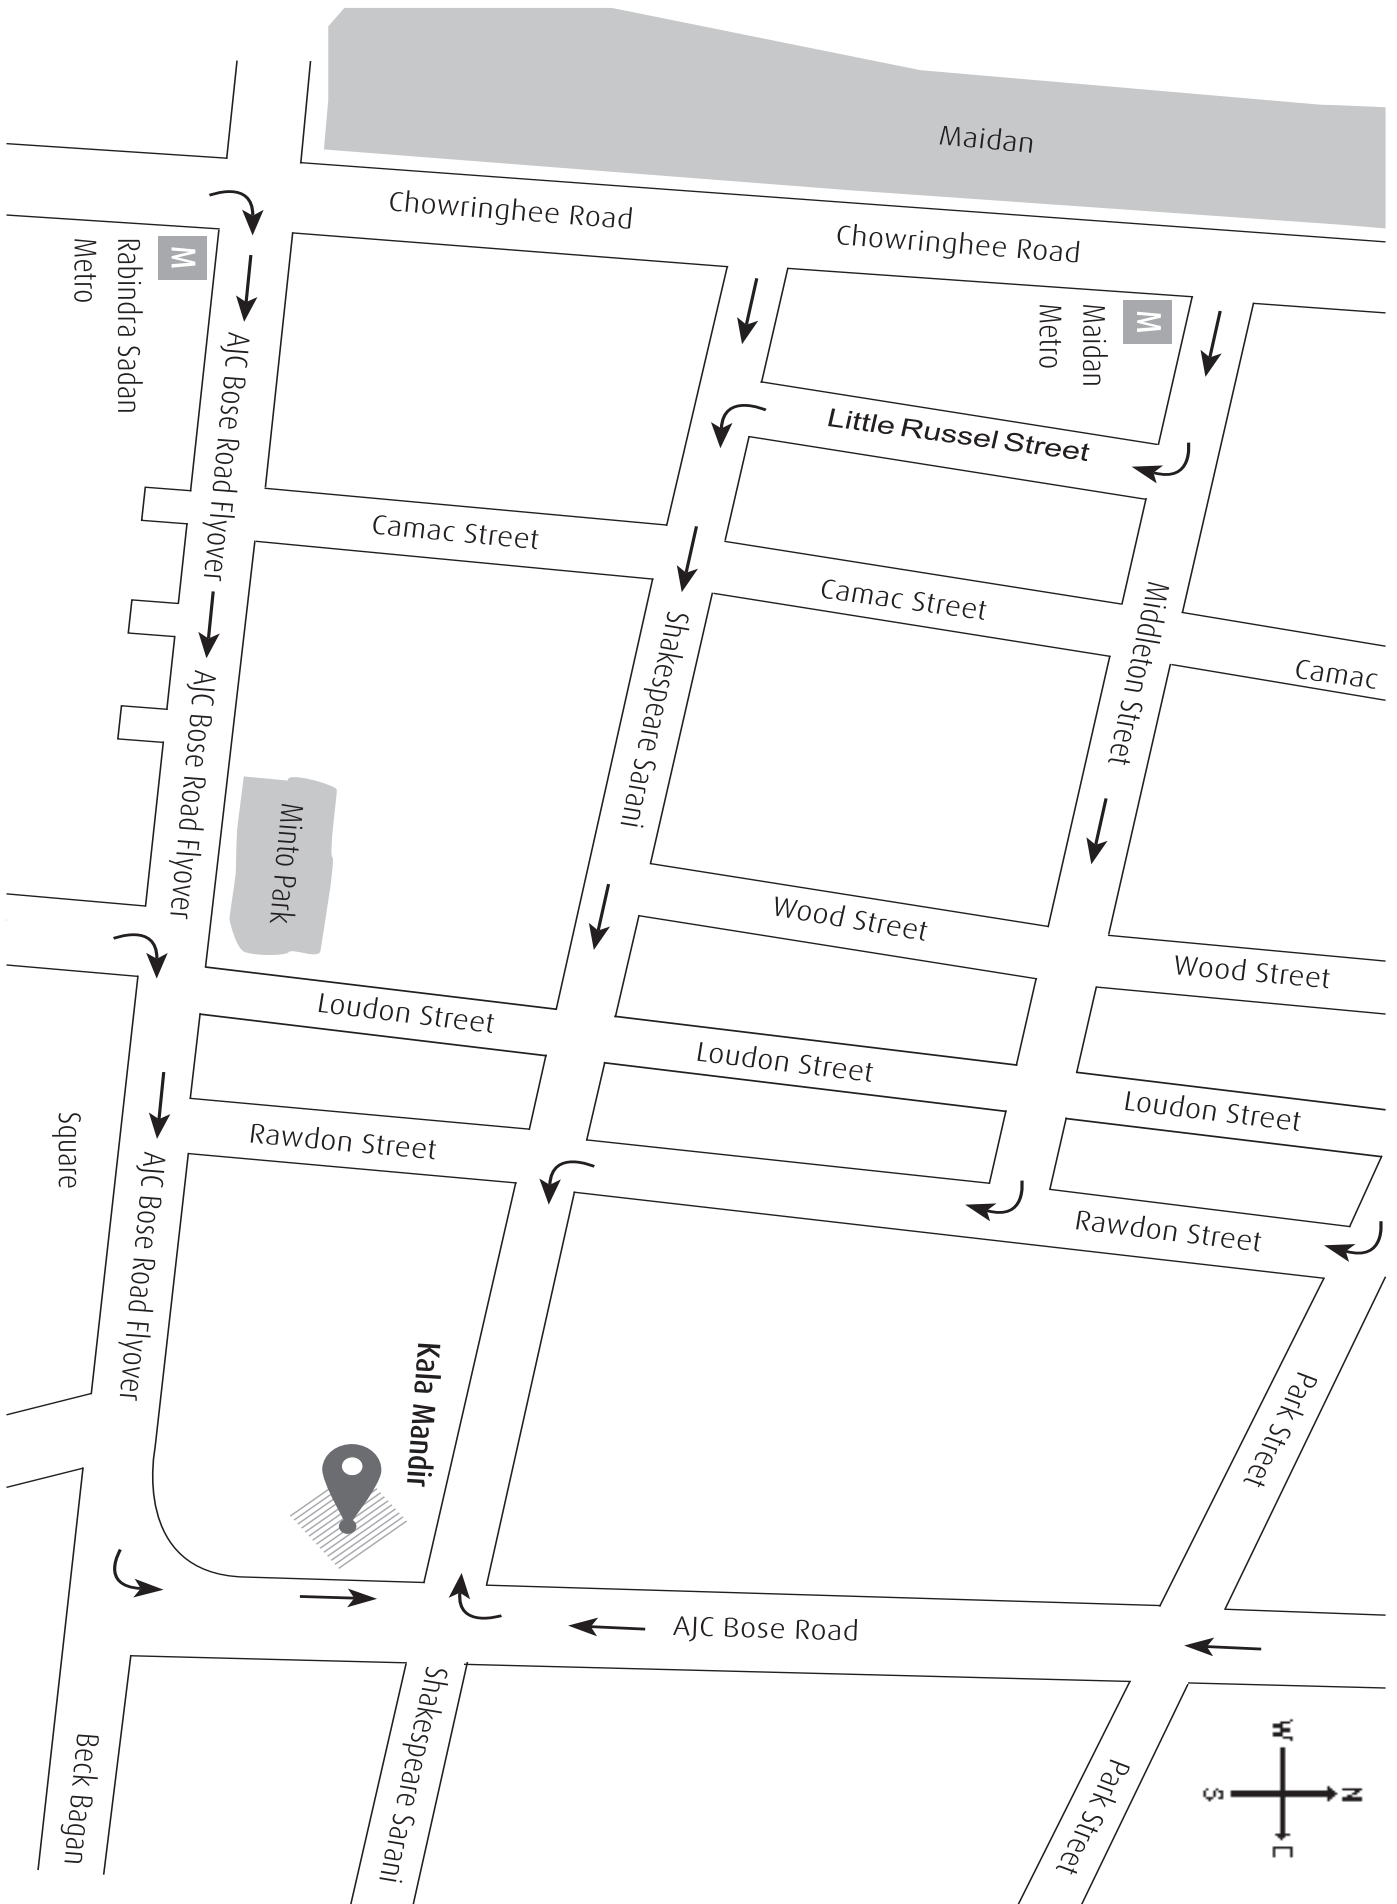 Maidan
Chowringhee Road
Chowringhee Road
M
Rabindra Sadan
Metro
M
Maidan
Metro
AJC Bose Road Flyover
Little Russel Street
Camac Street
Camac Street
Camac
Middleton Street
Shakespeare Sarani
AJC Bose Road Flyover
Minto Park
Wood Street
Wood Street
Loudon Street
Loudon Street
Loudon Street
Rawdon Street
Rawdon Street
Square
AJC Bose Road Flyover
Kala Mandir
Park Street
AJC Bose Road
Shakespeare Sarani
Beck Bagan
Park Street
W
N
S